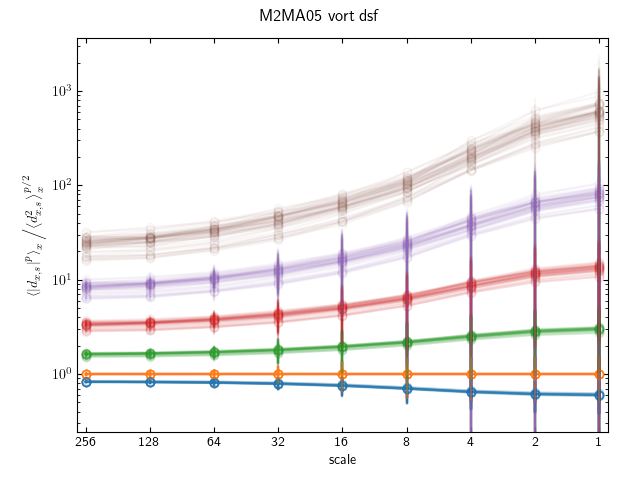 M2MA05 vort dsf
⟨|d_{x,s}|^p⟩_x / ⟨d_{x,s}^2⟩_x^{p/2}
10^3
10^2
10^1
10^0
256 128 64 32 16 8 4 2 1
scale